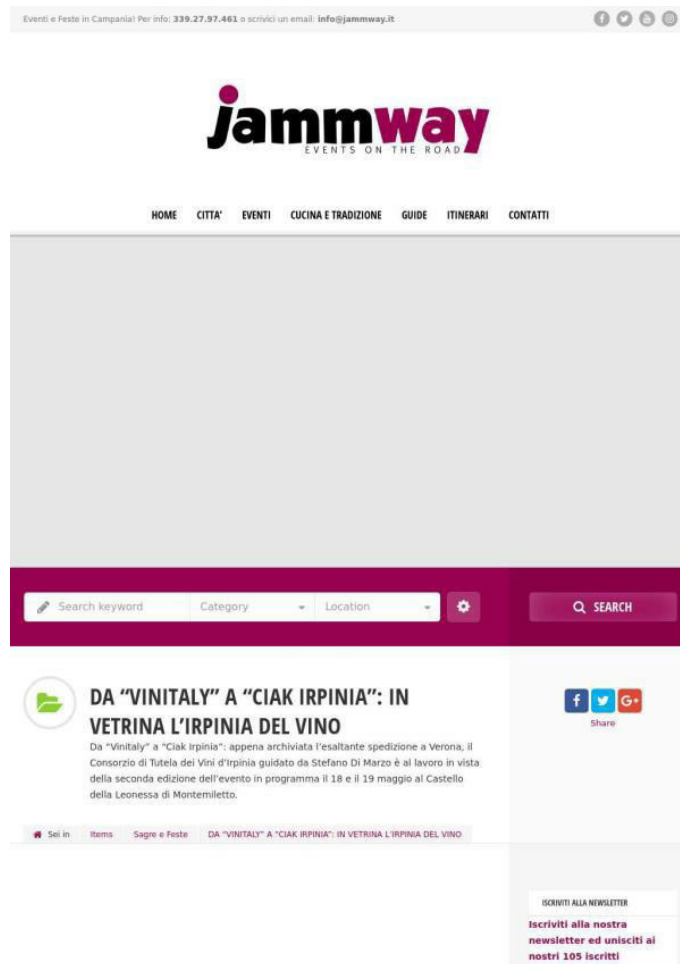 Eventi e Feste in Campania! Per info: 339.27.97.461 o scrivici un email: info@jammway.it
jammway
EVENTS ON THE ROAD
HOME CITTA' EVENTI CUCINA E TRADIZIONE GUIDE ITINERARI CONTATTI
Search keyword Category Location SEARCH
DA “VINITALY” A “CIAK IRPINIA”: IN
VETRINA L’IRPINIA DEL VINO
Da “Vinitaly” a “Ciak Irpinia”: appena archiviata l’esaltante spedizione a Verona, il
Consorzio di Tutela dei Vini d’Irpinia guidato da Stefano Di Marzo è al lavoro in vista
della seconda edizione dell’evento in programma il 18 e il 19 maggio al Castello
della Leonessa di Montemiletto.
f G+
Share
Sei in Items Sagre e Feste DA “VINITALY” A “CIAK IRPINIA”: IN VETRINA L’IRPINIA DEL VINO
ISCRIVITI ALLA NEWSLETTER
Iscriviti alla nostra
newsletter ed unisciti ai
nostri 105 iscritti